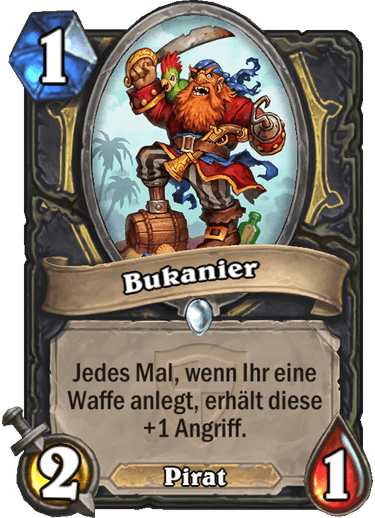 1
Bukanier
Jedes Mal, wenn Ihr eine
Waffe anlegt, erhält diese
+1 Angriff.
2
Pirat
1